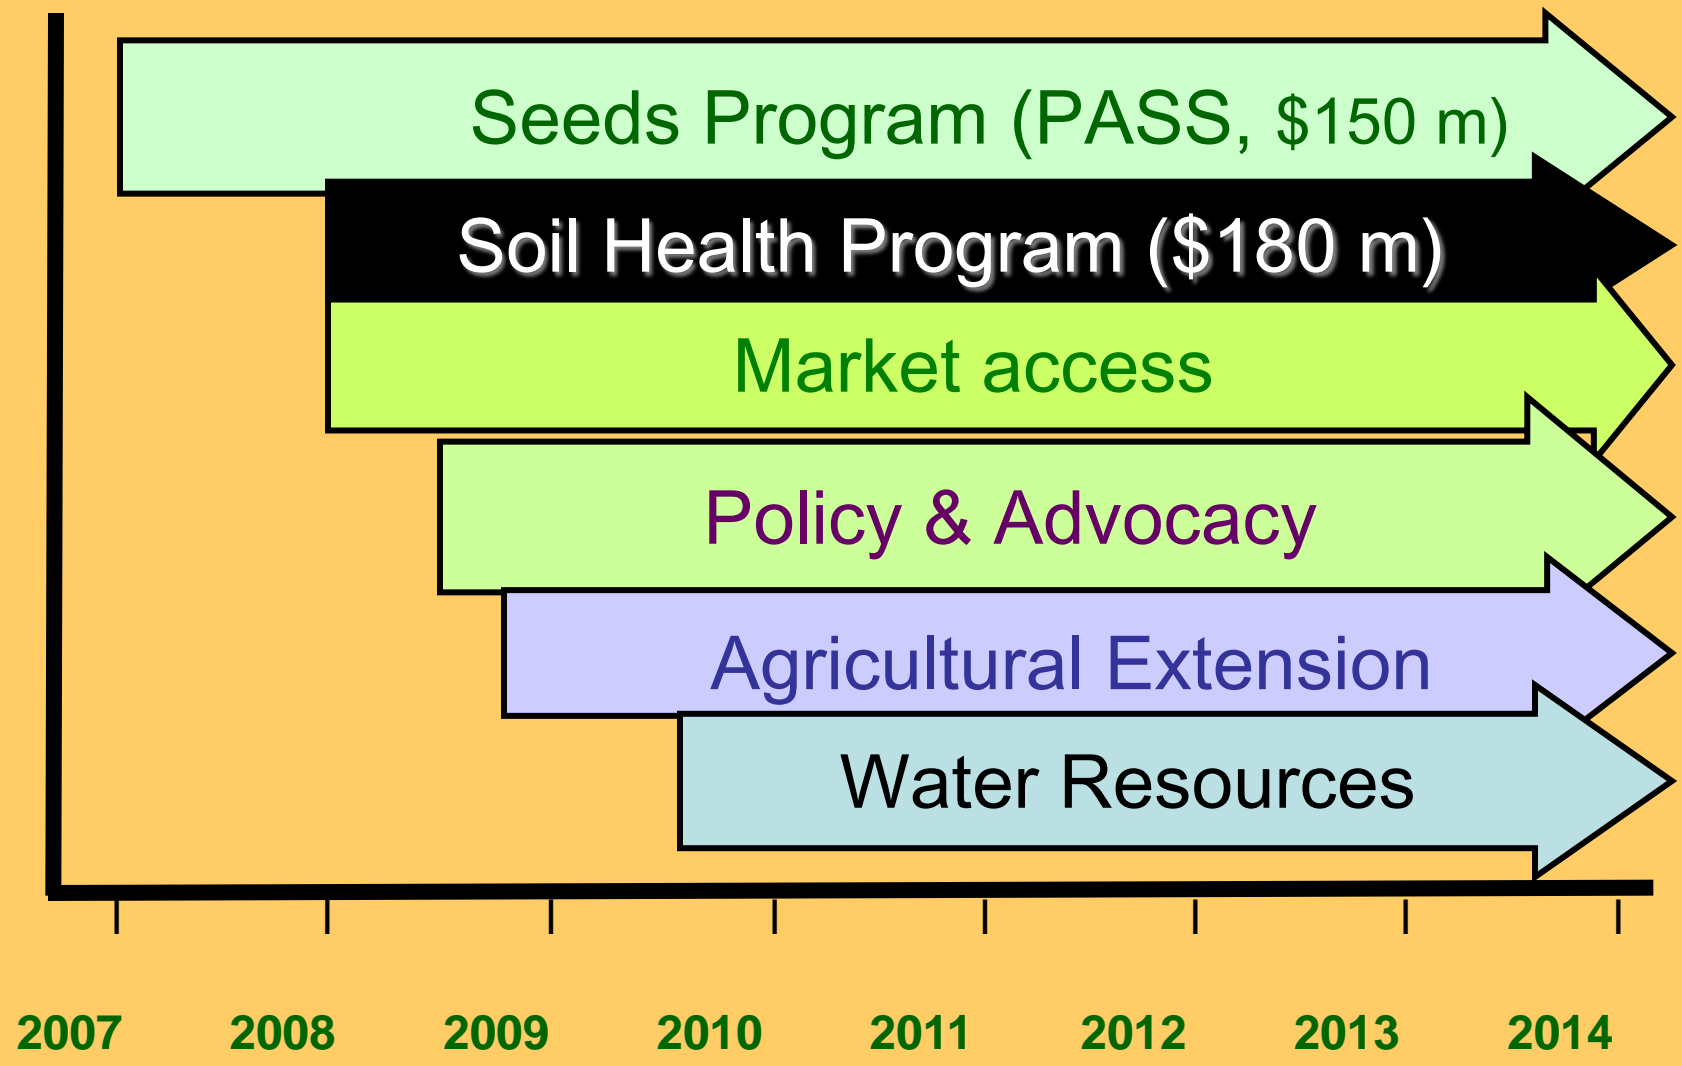 Seeds Program (PASS, $150 m)
Soil Health Program ($180 m)
Market access
Policy & Advocacy
Agricultural Extension
Water Resources
2007 2008 2009 2010 2011 2012 2013 2014